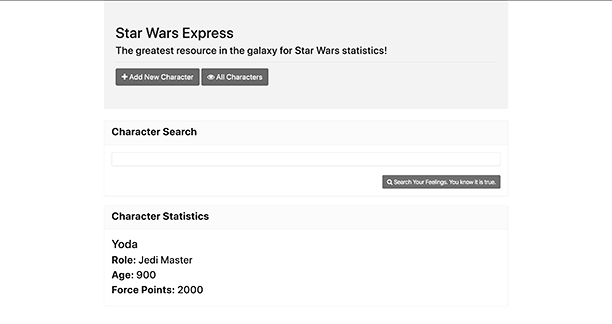 Star Wars Express
The greatest resource in the galaxy for Star Wars statistics!
Add New Character All Characters
Character Search
Search Your Feelings. You know it is true.
Character Statistics
Yoda
Role: Jedi Master
Age: 900
Force Points: 2000